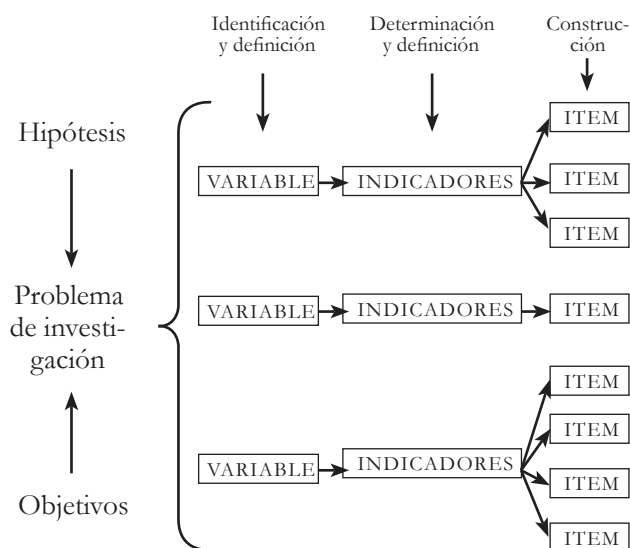 Identificación
y definición
Determinación
y definición
Construc-
ción
Hipótesis
Problema
de investi-
gación
Objetivos
VARIABLE
INDICADORES
ITEM
ITEM
ITEM
VARIABLE
INDICADORES
ITEM
VARIABLE
INDICADORES
ITEM
ITEM
ITEM
ITEM